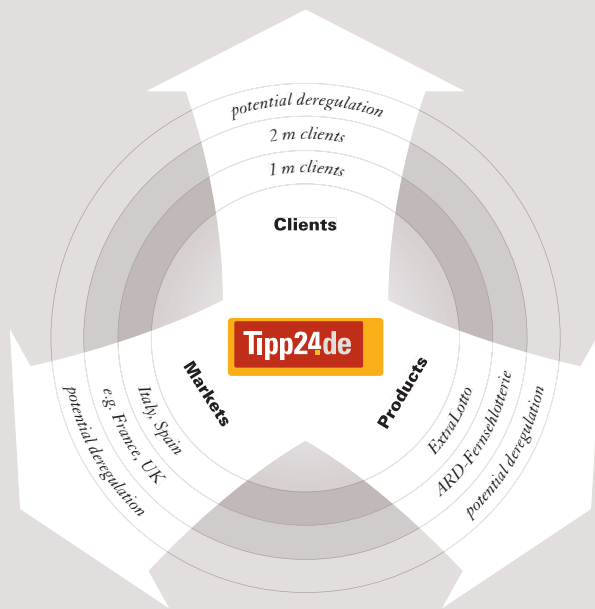 potential deregulation
2 m clients
1 m clients
Clients
Tipp24.de
Markets
Italy, Spain
e.g. France, UK
potential deregulation
Products
ExtraLotto
ARD-Fernsehlotterie
potential deregulation